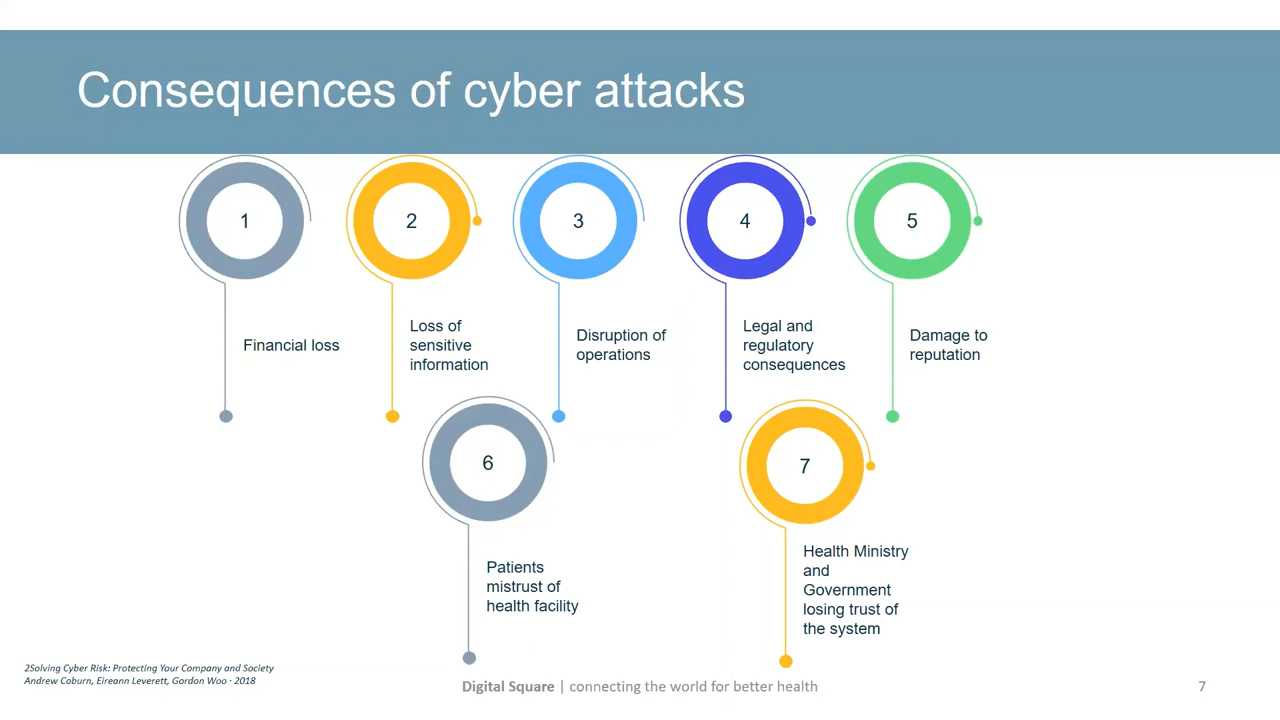 Consequences of cyber attacks
1
2
3
4
5
Financial loss
Loss of
sensitive
information
Disruption of
operations
Legal and
regulatory
consequences
Damage to
reputation
6
7
Patients
mistrust of
health facility
Health Ministry
and
Government
losing trust of
the system
2Solving Cyber Risk: Protecting Your Company and Society
Andrew Coburn, Eireann Leverett, Gordon Woo · 2018
Digital Square | connecting the world for better health
7